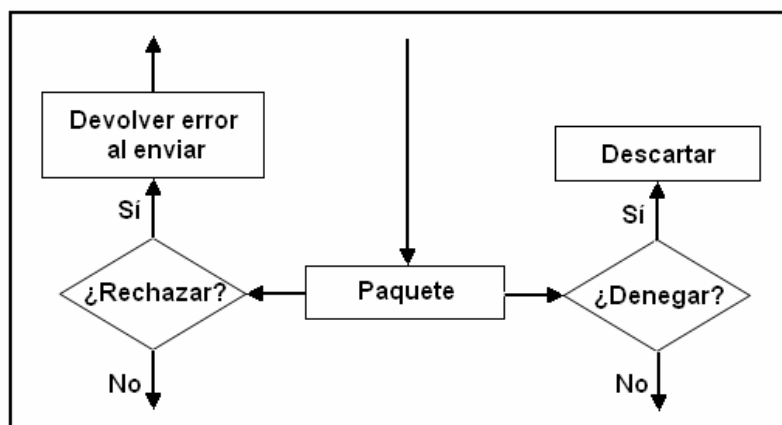 Devolver error
al enviar
Descartar
Sí
Sí
¿Rechazar?
Paquete
¿Denegar?
No
No